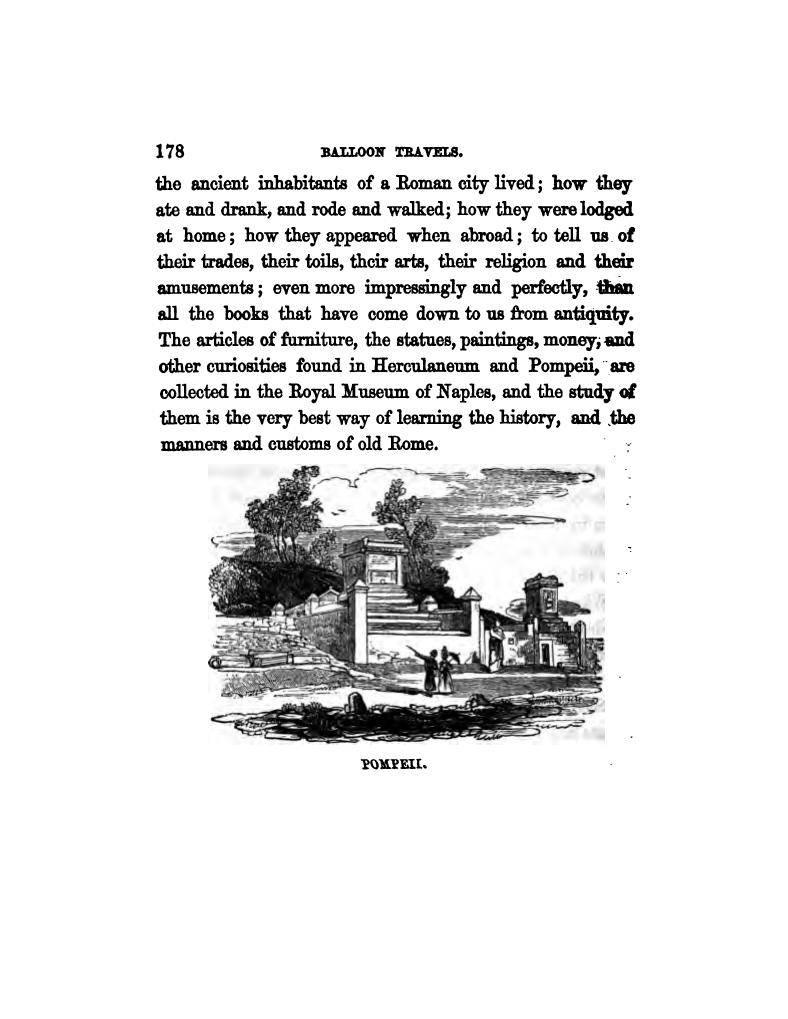 178 BALLOON TRAVELS.
the ancient inhabitants of a Roman city lived; how they
ate and drank, and rode and walked; how they were lodged
at home; how they appeared when abroad; to tell us of
their trades, their toils, their arts, their religion and their
amusements; even more impressingly and perfectly, than
all the books that have come down to us from antiquity.
The articles of furniture, the statues, paintings, money, and
other curiosities found in Herculaneum and Pompeii, are
collected in the Royal Museum of Naples, and the study of
them is the very best way of learning the history, and the
manners and customs of old Rome.
POMPEII.